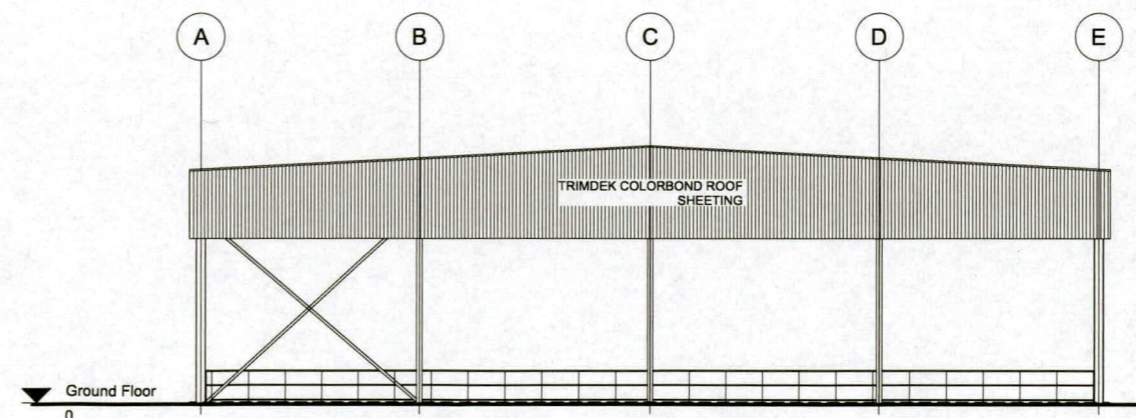 A B C D E
TRIMDEK COLORBOND ROOF
SHEETING
Ground Floor
0